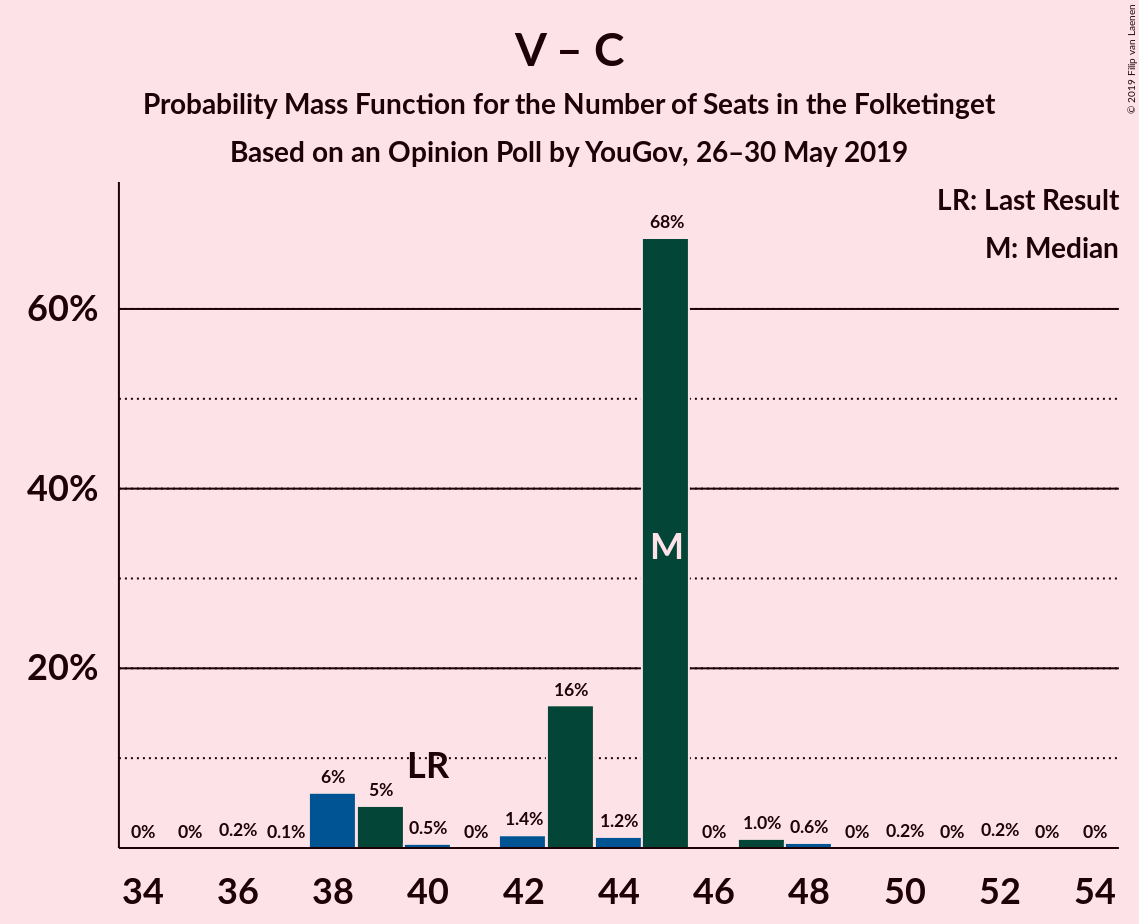 V – C
Probability Mass Function for the Number of Seats in the Folketinget
Based on an Opinion Poll by YouGov, 26–30 May 2019
© 2019 Filip van Laenen
LR: Last Result
M: Median
60%
40%
20%
0%
0%
0.2%
0.1%
6%
5%
0.5%
LR
0%
1.4%
16%
1.2%
68%
M
0%
1.0%
0.6%
0%
0.2%
0%
0.2%
0%
0%
34 36 38 40 42 44 46 48 50 52 54